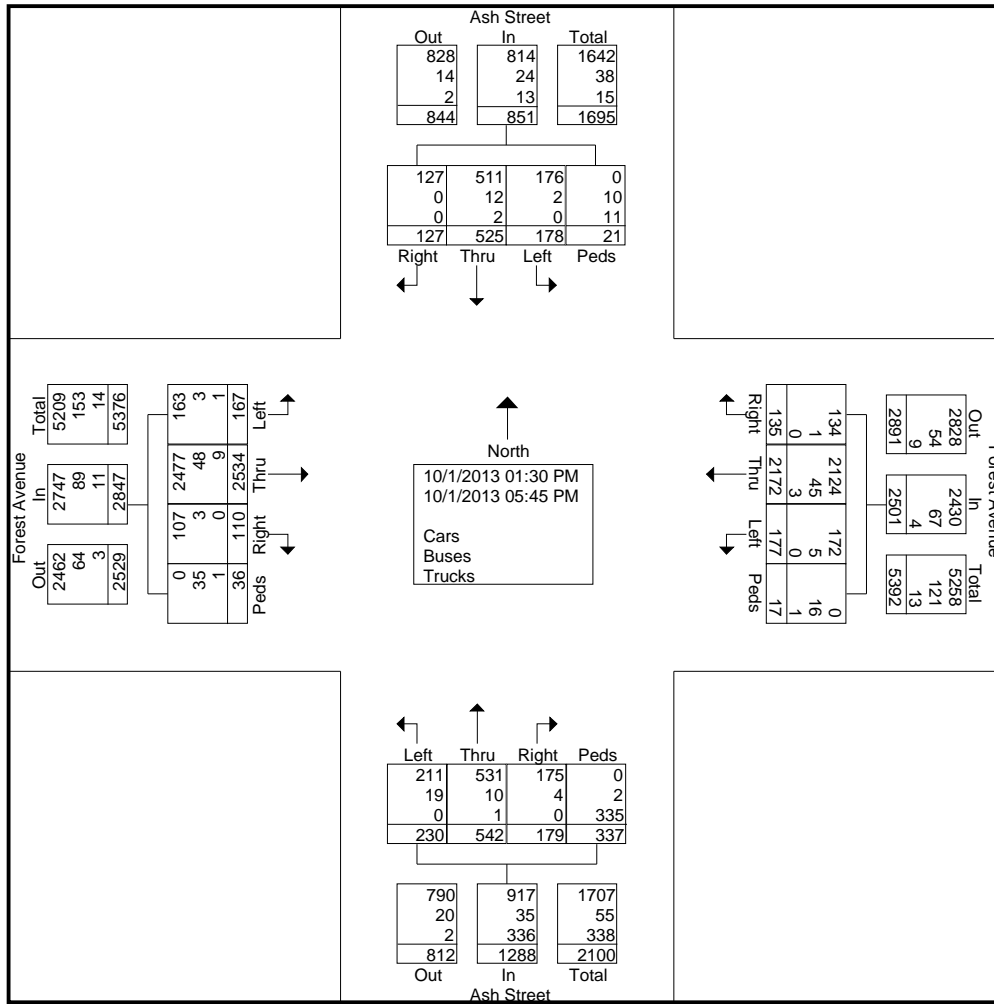 Ash Street
Out In Total
828 814 1642
14 24 38
2 13 15
844 851 1695
127 511 176 0
0 12 2 10
0 2 0 11
127 525 178 21
Right Thru Left Peds
Forest Avenue
Total In Out
5209 2747 2462
153 89 64
14 11 3
5376 2847 2529
163 2477 107 0
3 48 3 35
1 9 0 1
167 2534 110 36
Left Thru Right Peds
North
10/1/2013 01:30 PM
10/1/2013 05:45 PM
Cars
Buses
Trucks
Right Thru Left Peds
135 2172 177 17
0 3 0 1
1 45 5 16
134 2124 172 0
2891 2501 5392
9 4 13
54 67 121
2828 2430 5258
Out In Total
Forest Avenue
Left Thru Right Peds
211 531 175 0
19 10 4 2
0 1 0 335
230 542 179 337
790 917 1707
20 35 55
2 336 338
812 1288 2100
Out In Total
Ash Street